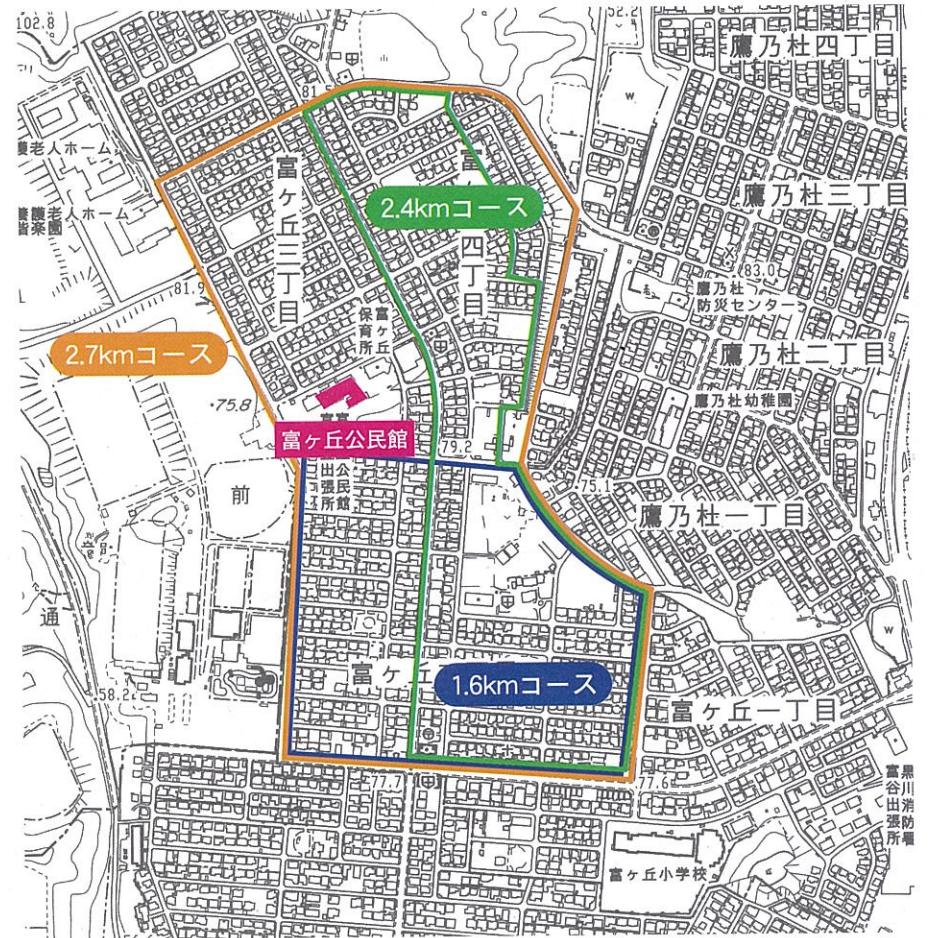 102.8
52.2
鷹乃杜四丁目
W
81
養護老人ホーム
富ヶ丘三丁目
2.4kmコース
四丁目
鷹乃杜三丁目
養護老人ホーム
偕楽園
83.0
鷹乃杜
防災センター
81.9
富ヶ丘
保育所
2.7kmコース
鷹乃杜二丁目
鷹乃杜幼稚園
75.8
富ヶ丘公民館
79.2
公民館
出張所
前
75.1
鷹乃杜一丁目
通
W
富ヶ丘
1.6kmコース
58.2
富ヶ丘一丁目
77.7
77.6
黒川消防署
富谷出張所
富ヶ丘小学校